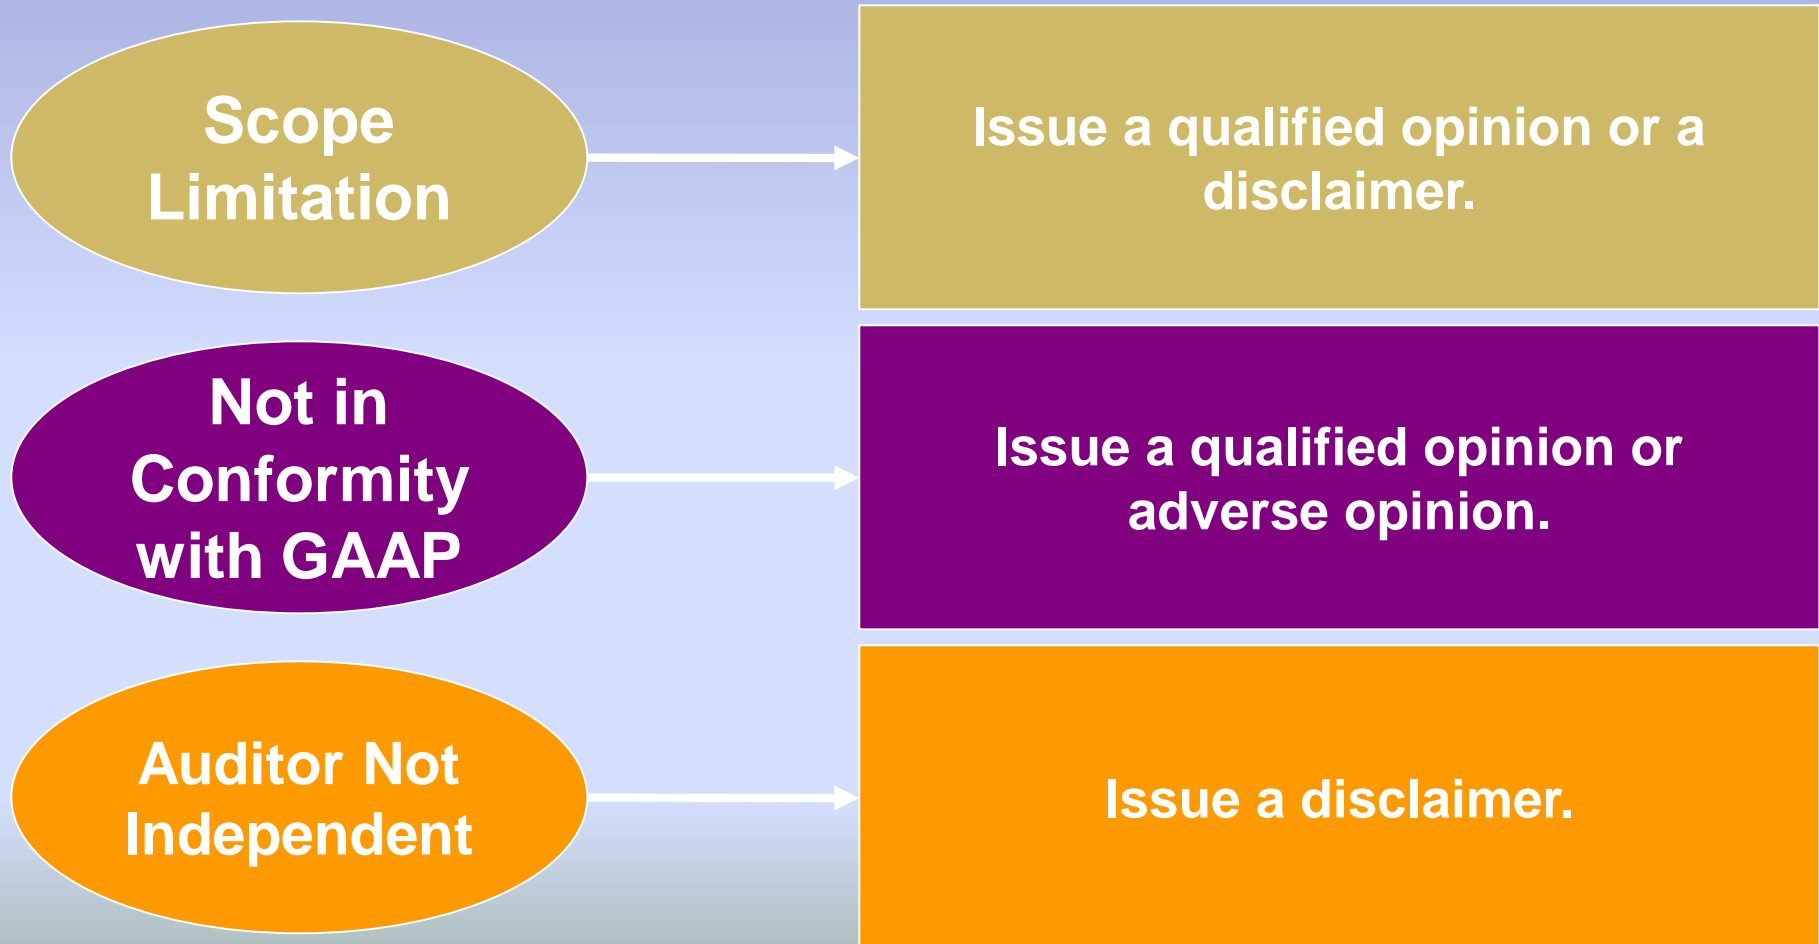 Scope
Limitation
Issue a qualified opinion or a
disclaimer.
Not in
Conformity
with GAAP
Issue a qualified opinion or
adverse opinion.
Auditor Not
Independent
Issue a disclaimer.